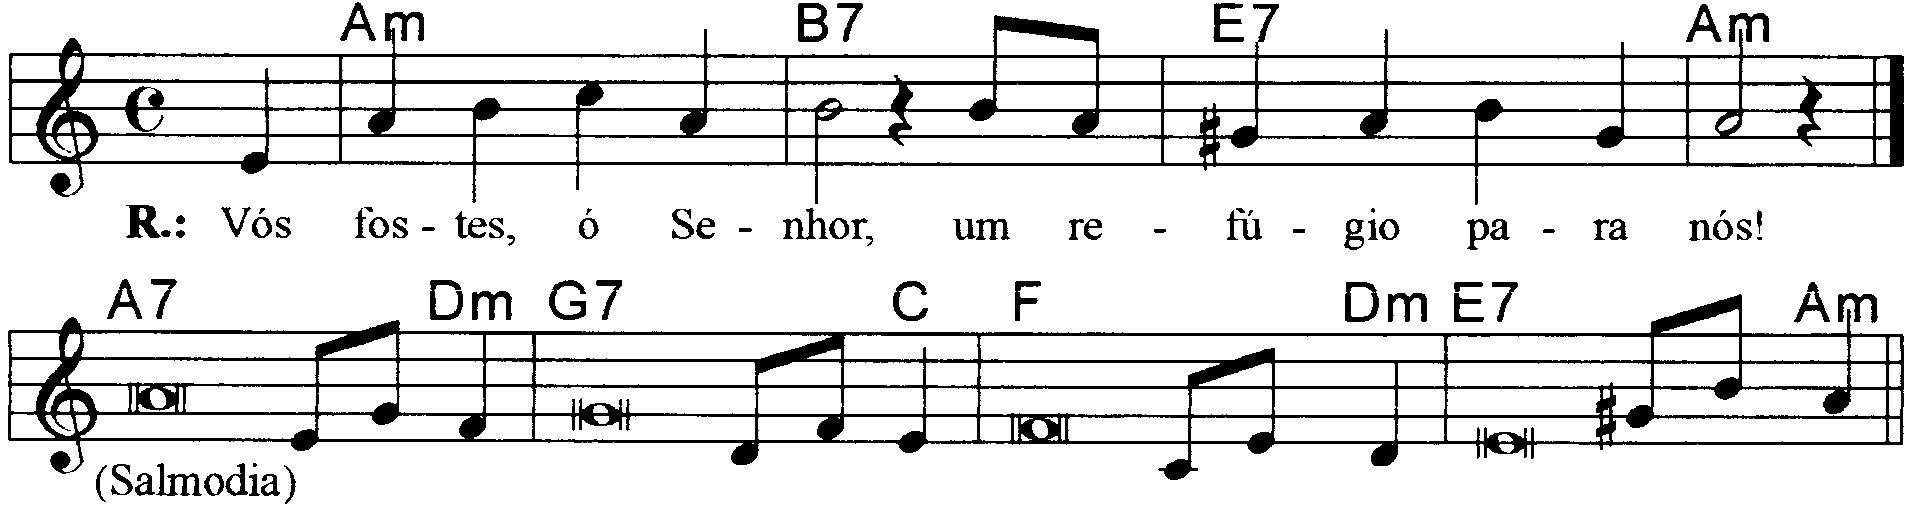 Am B7 E7 Am
R.: Vós fos - tes, ó Se - nhor, um re - fú - gio pa - ra nós!
A7 Dm G7 C F Dm E7 Am
(Salmodia)